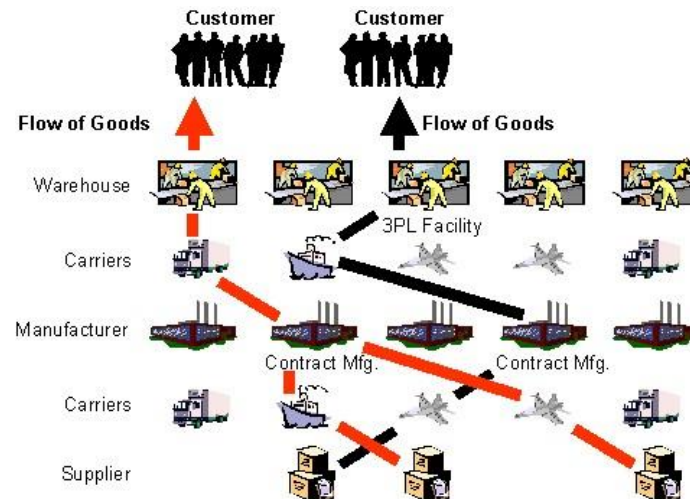 Customer
Customer
Flow of Goods
Flow of Goods
Warehouse
3PL Facility
Carriers
Manufacturer
Contract Mfg.
Contract Mfg.
Carriers
Supplier